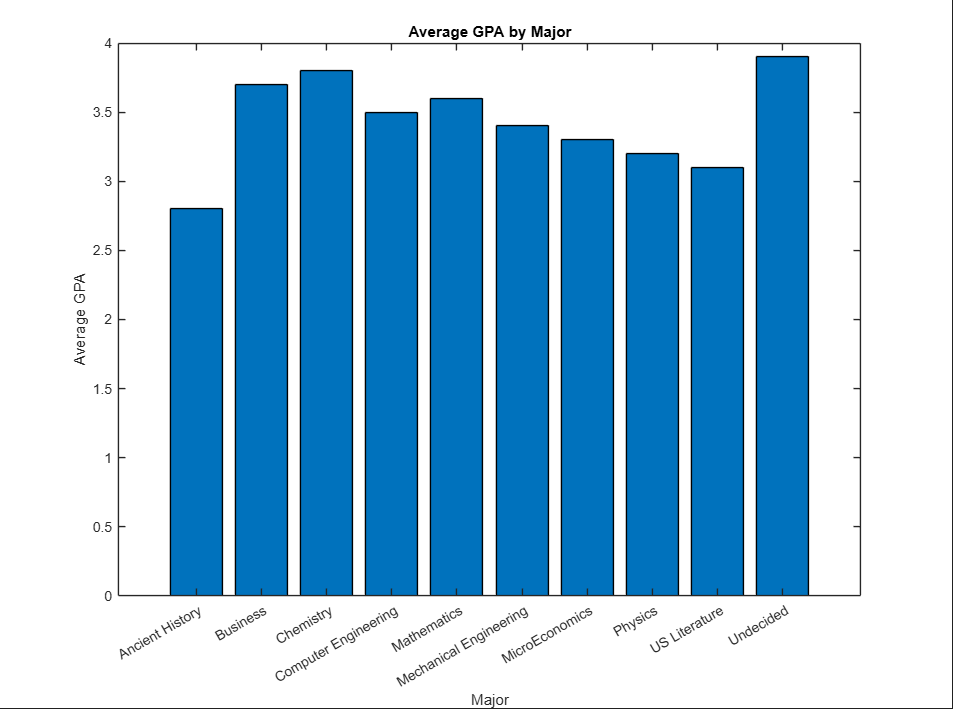 Average GPA by Major
Average GPA
4
3.5
3
2.5
2
1.5
1
0.5
0
Ancient History
Business
Chemistry
Computer Engineering
Mathematics
Mechanical Engineering
MicroEconomics
Physics
US Literature
Undecided
Major